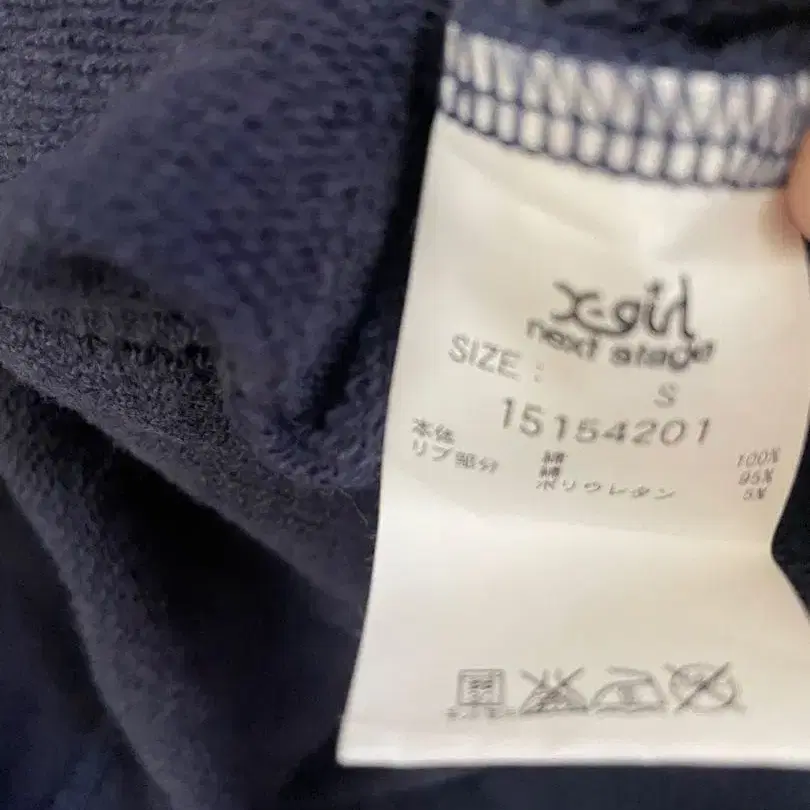 X-girl
next stage
SIZE : S
15154201
本体 綿 100%
リブ部分 綿 95%
ポリウレタン 5%